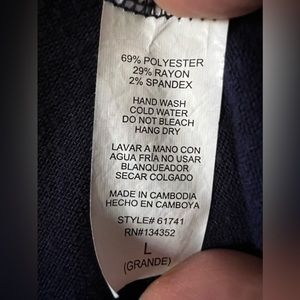 69% POLYESTER
29% RAYON
2% SPANDEX
HAND WASH
COLD WATER
DO NOT BLEACH
HANG DRY
LAVAR A MANO CON
AGUA FRÍA NO USAR
BLANQUEADOR
SECAR COLGADO
MADE IN CAMBODIA
HECHO EN CAMBOYA
STYLE# 61741
RN#134352
L
(GRANDE)